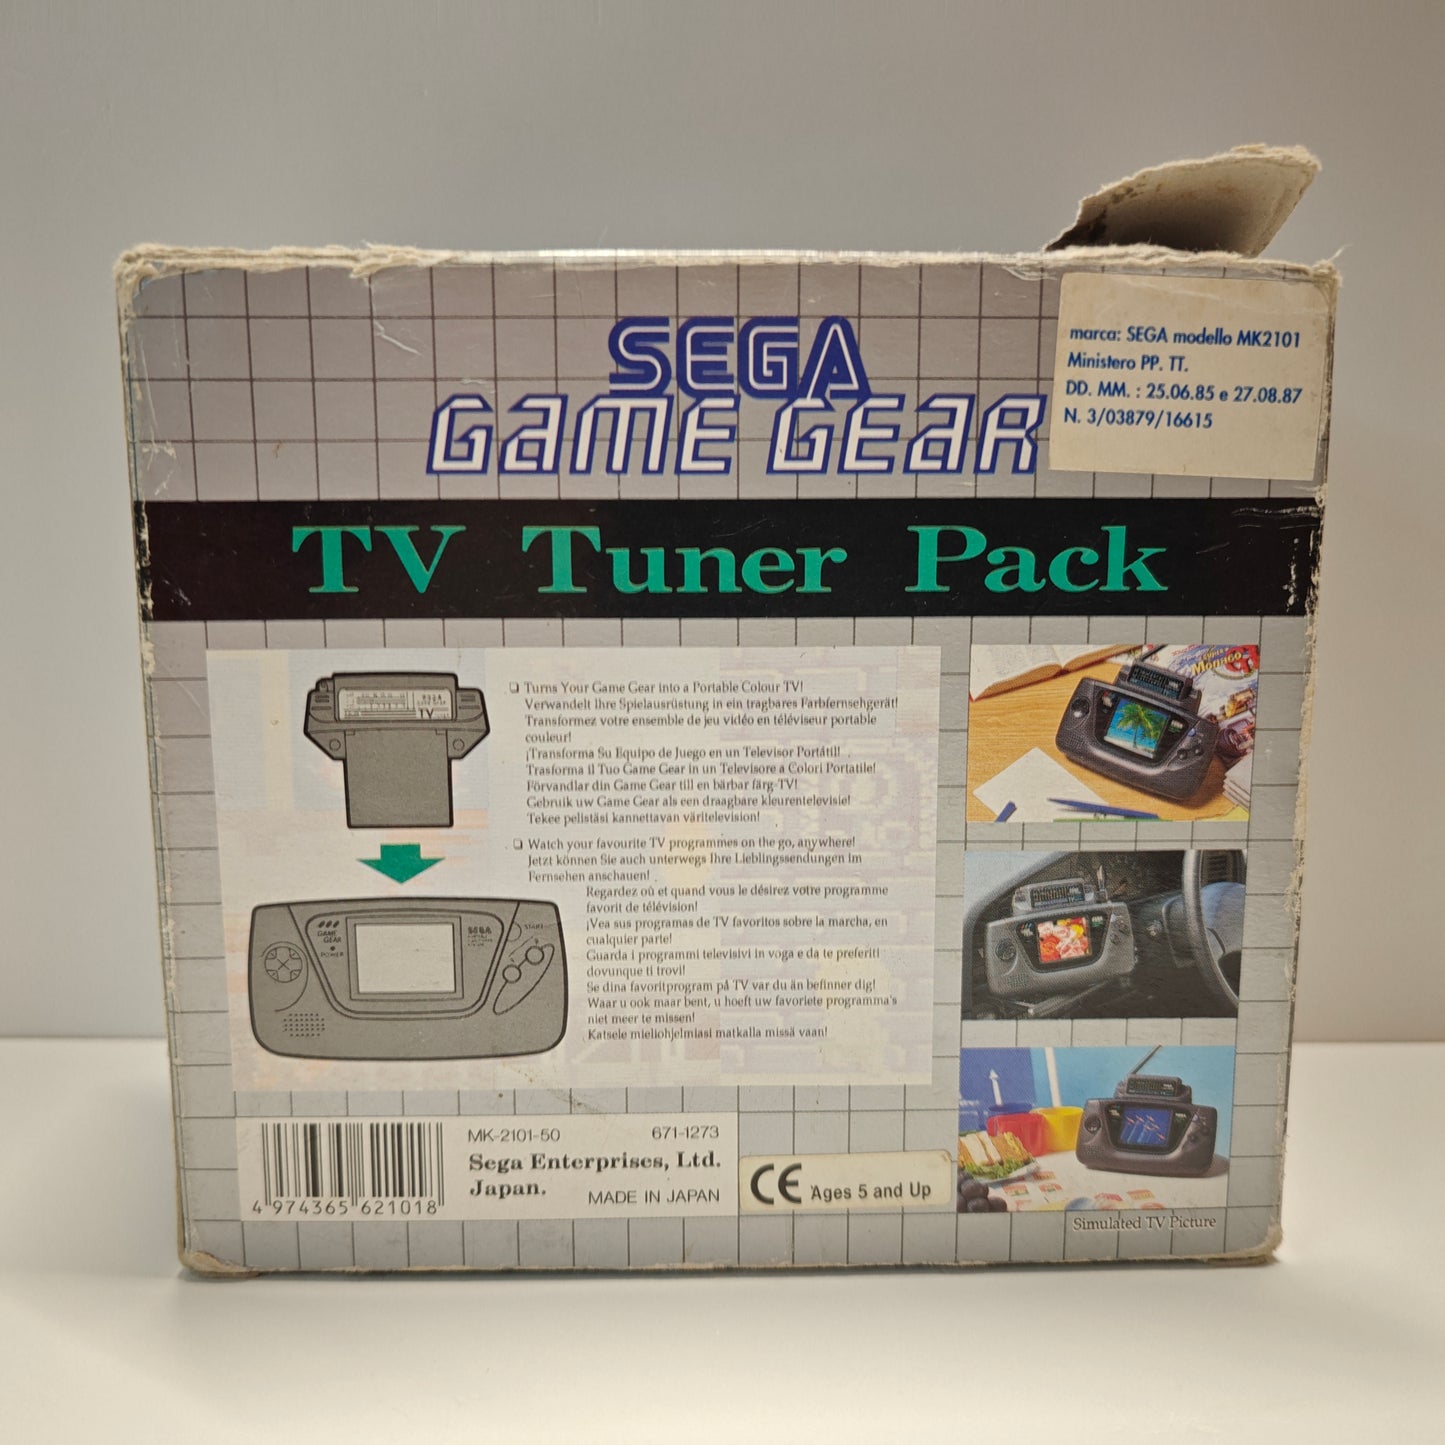 SEGA
GAME GEAR
marca: SEGA modello MK2101
Ministero PP. TT.
DD. MM. : 25.06.85 e 27.08.87
N. 3/03879/16615
TV Tuner Pack
TV
❏ Turns Your Game Gear into a Portable Colour TV!
Verwandelt Ihre Spielausrüstung in ein tragbares Farbfernsehgerät!
Transformez votre ensemble de jeu vidéo en téléviseur portable
couleur!
¡Transforma Su Equipo de Juego en un Televisor Portátil!
Trasforma il Tuo Game Gear in un Televisore a Colori Portatile!
Förvandlar din Game Gear till en bärbar färg-TV!
Gebruik uw Game Gear als een draagbare kleurentelevisie!
Tekee pelistäsi kannettavan väritelevision!
❏ Watch your favourite TV programmes on the go, anywhere!
Jetzt können Sie auch unterwegs Ihre Lieblingssendungen im
Fernsehen anschauen!
Regardez où et quand vous le désirez votre programme
favorit de télévision!
¡Vea sus programas de TV favoritos sobre la marcha, en
cualquier parte!
Guarda i programmi televisivi in voga e da te preferiti
dovunque ti trovi!
Se dina favoritprogram på TV var du än befinner dig!
Waar u ook maar bent, u hoeft uw favoriete programma's
niet meer te missen!
Katsele mieliohjelmiasi matkalla missä vaan!
GAME
GEAR
POWER
SEGA
START
Monaco
4 974365 621018
MK-2101-50 671-1273
Sega Enterprises, Ltd.
Japan. MADE IN JAPAN
CE Ages 5 and Up
Simulated TV Picture